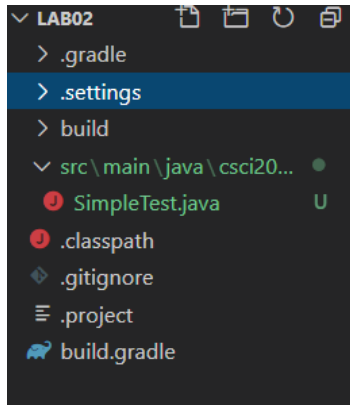 LAB02
.gradle
.settings
build
src\main\java\csci20...
J SimpleTest.java U
J .classpath
.gitignore
.project
build.gradle